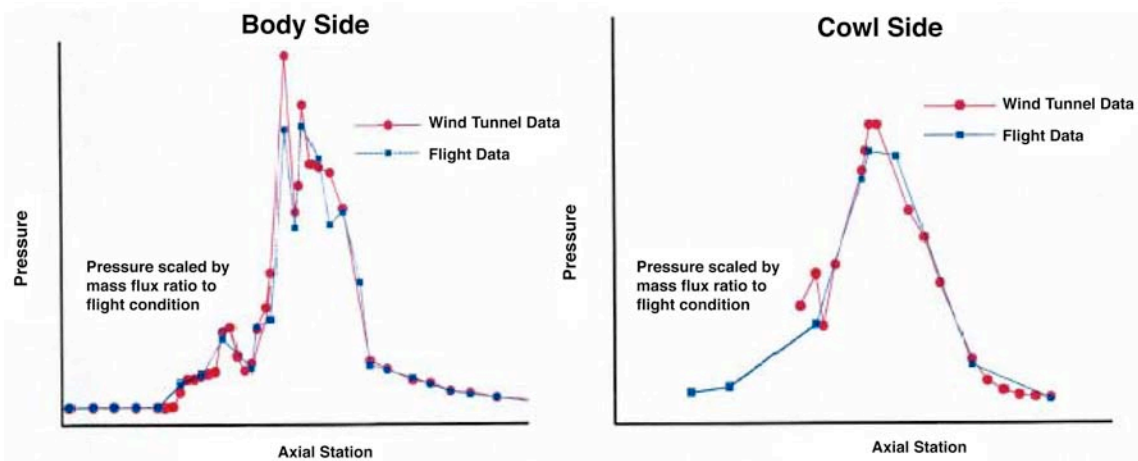 Body Side
Wind Tunnel Data
Flight Data
Pressure
Pressure scaled by
mass flux ratio to
flight condition
Axial Station
Cowl Side
Wind Tunnel Data
Flight Data
Pressure
Pressure scaled by
mass flux ratio to
flight condition
Axial Station